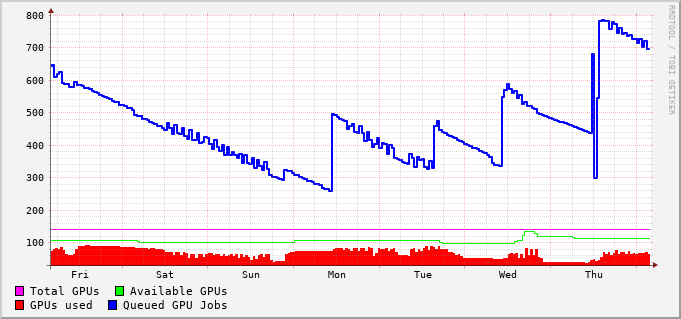 800
700
600
500
400
300
200
100
Fri Sat Sun Mon Tue Wed Thu
Total GPUs Available GPUs
GPUs used Queued GPU Jobs
RRDTOOL / TOBI OETIKER